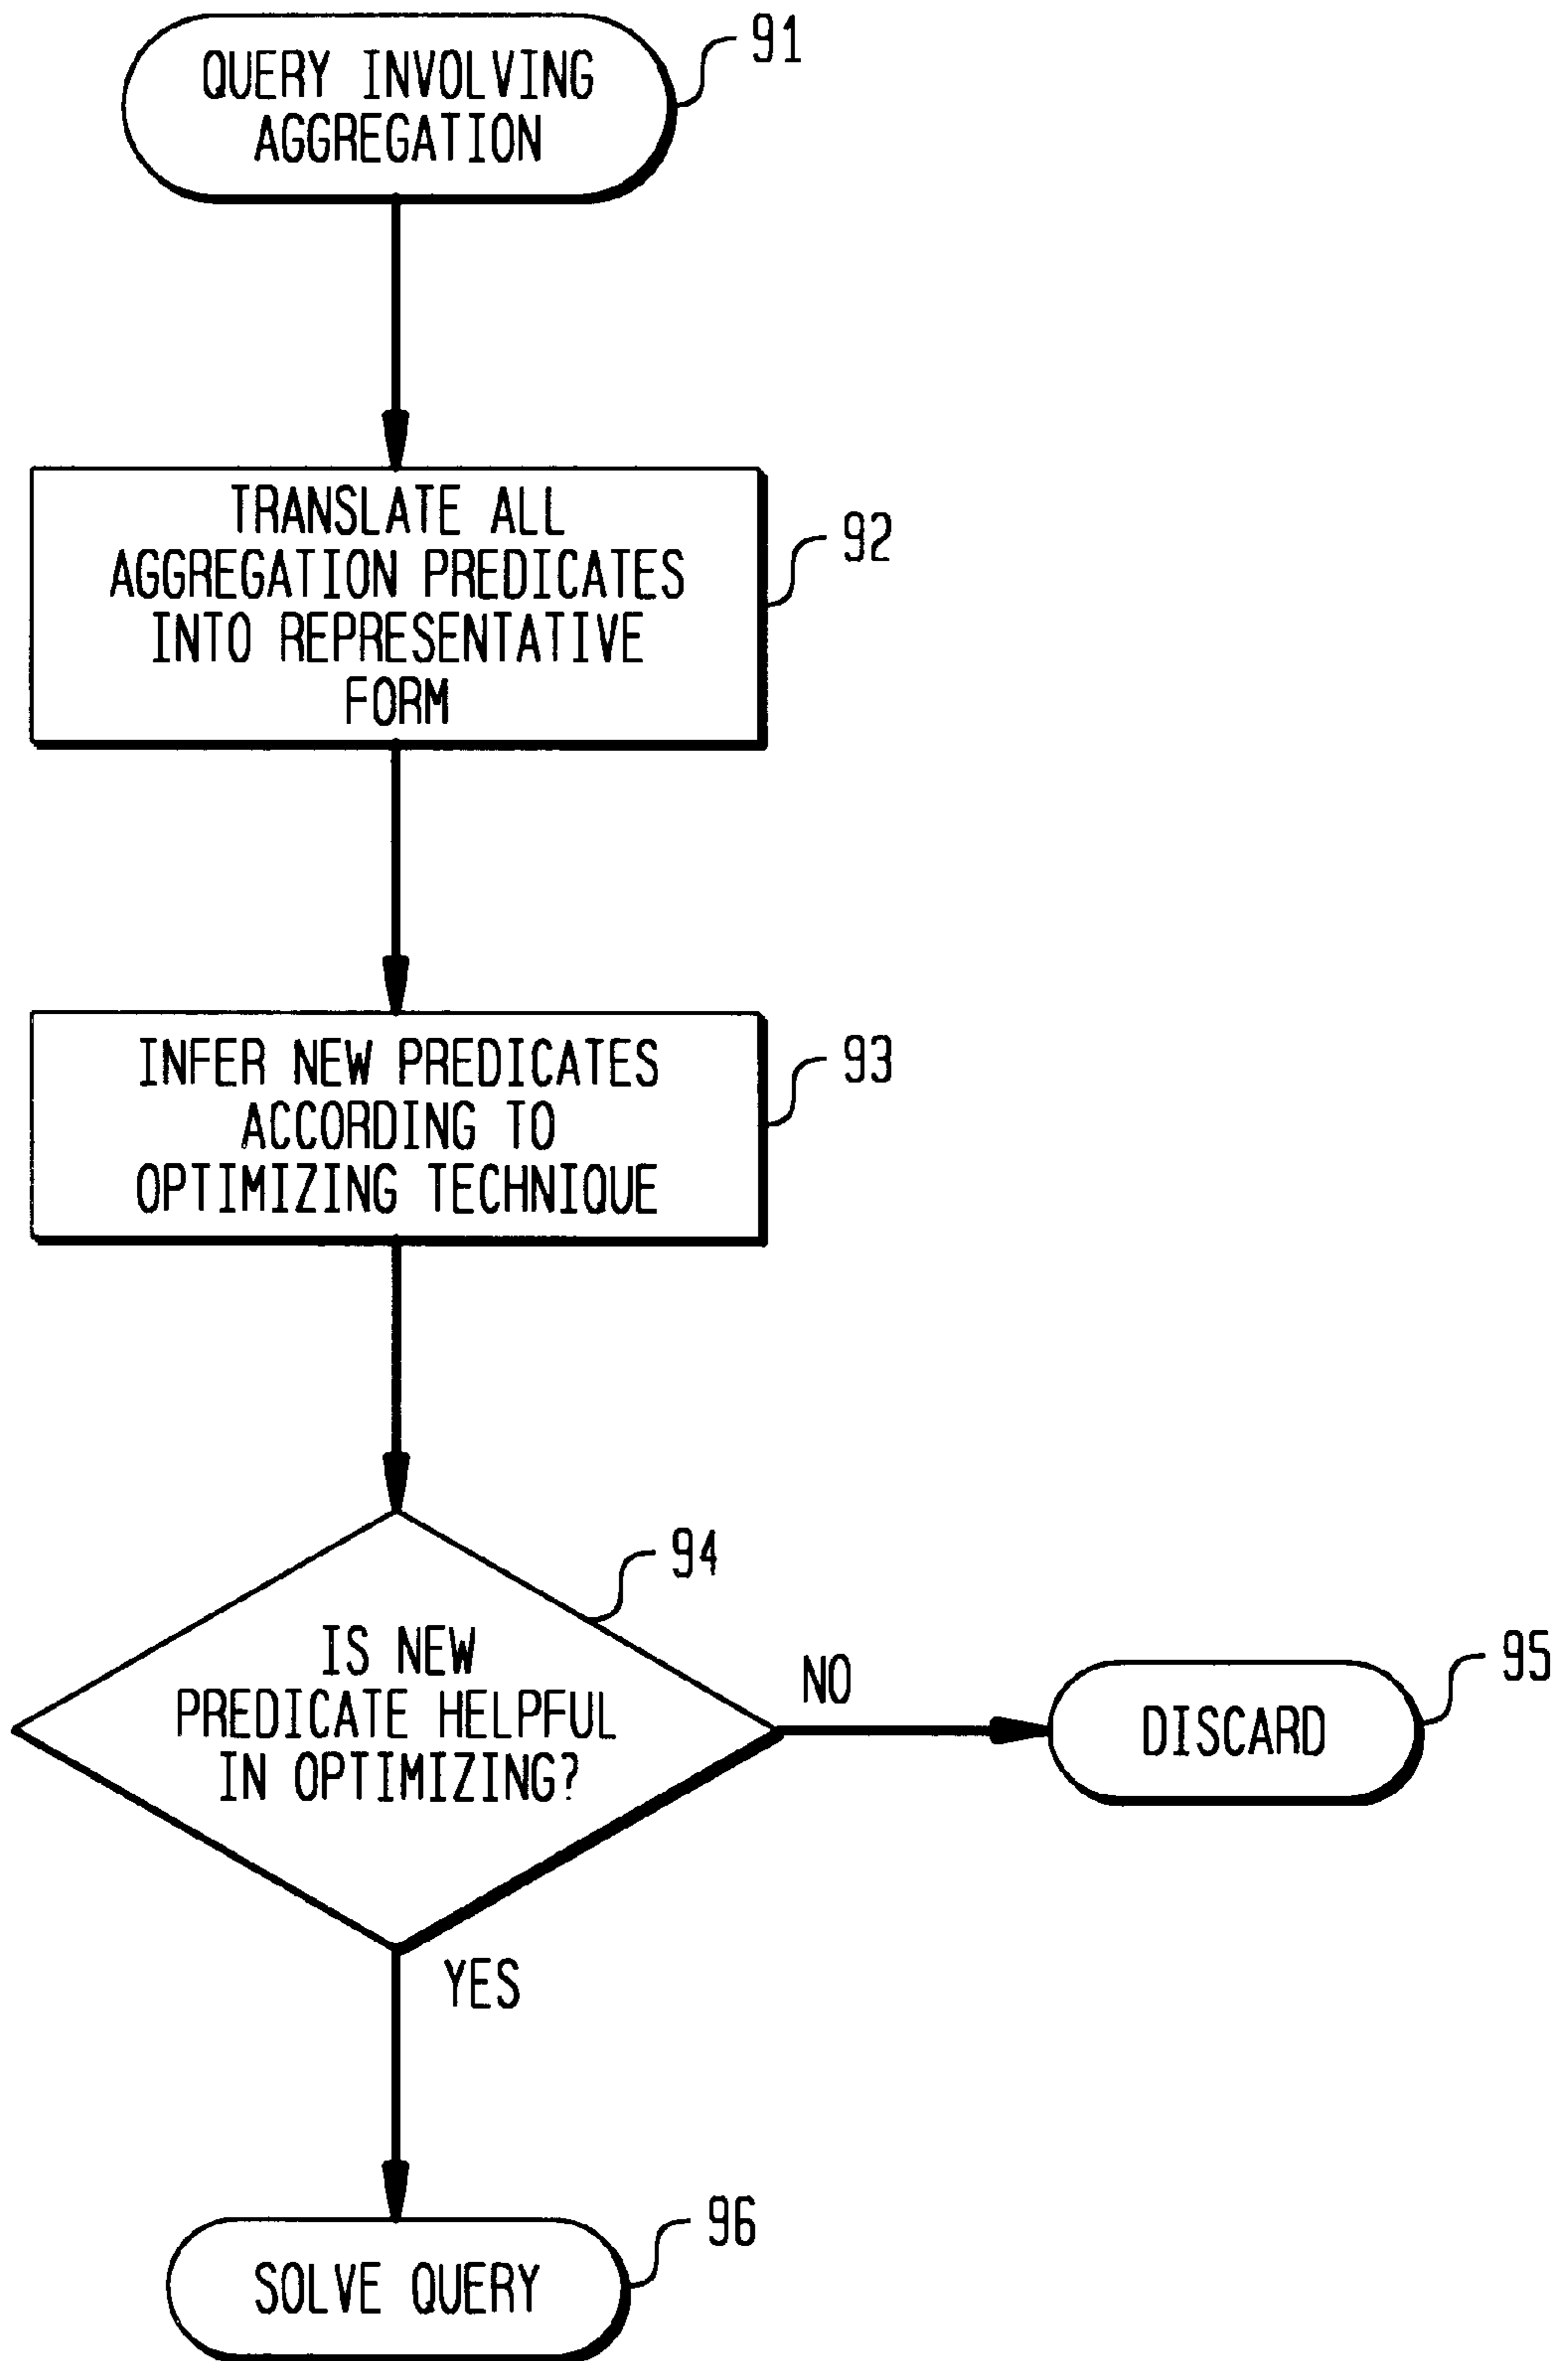 QUERY INVOLVING
AGGREGATION
91
TRANSLATE ALL
AGGREGATION PREDICATES
INTO REPRESENTATIVE
FORM
92
INFER NEW PREDICATES
ACCORDING TO
OPTIMIZING TECHNIQUE
93
94
IS NEW
PREDICATE HELPFUL
IN OPTIMIZING?
NO
DISCARD
95
YES
SOLVE QUERY
96